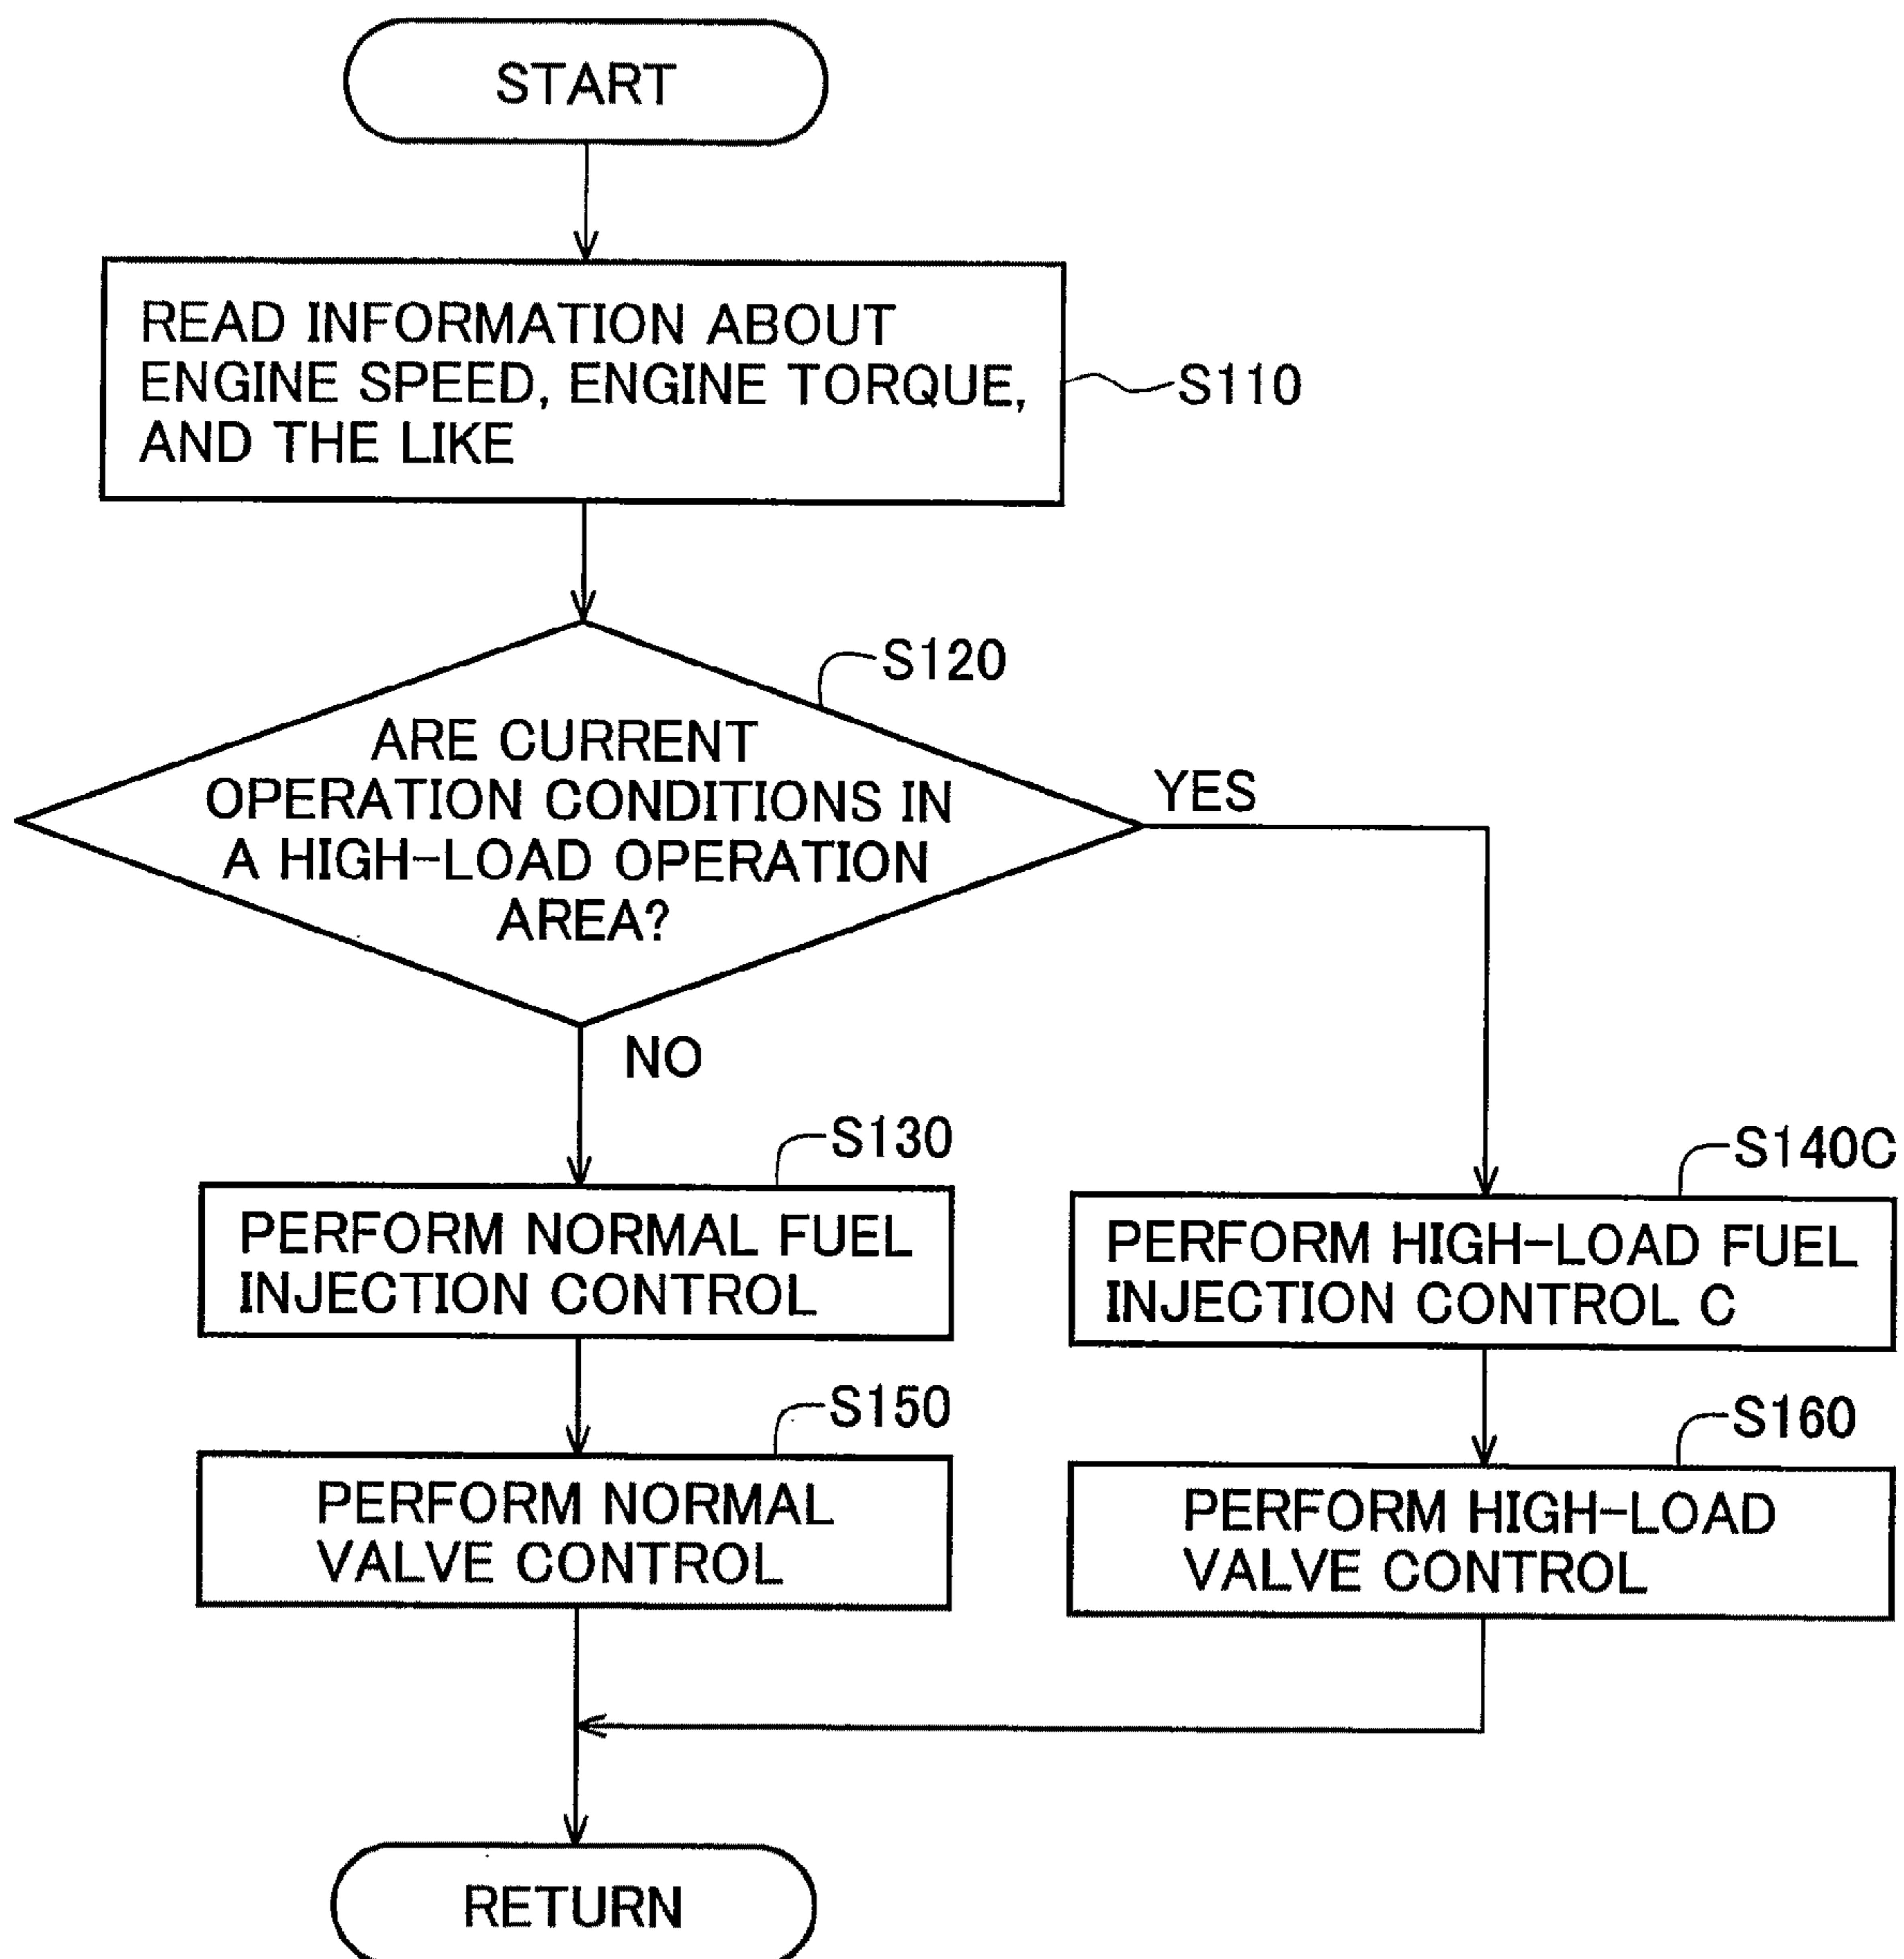 START
READ INFORMATION ABOUT
ENGINE SPEED, ENGINE TORQUE,
AND THE LIKE
S110
S120
ARE CURRENT
OPERATION CONDITIONS IN
A HIGH-LOAD OPERATION
AREA?
YES
NO
S130
PERFORM NORMAL FUEL
INJECTION CONTROL
S140C
PERFORM HIGH-LOAD FUEL
INJECTION CONTROL C
S150
PERFORM NORMAL
VALVE CONTROL
S160
PERFORM HIGH-LOAD
VALVE CONTROL
RETURN